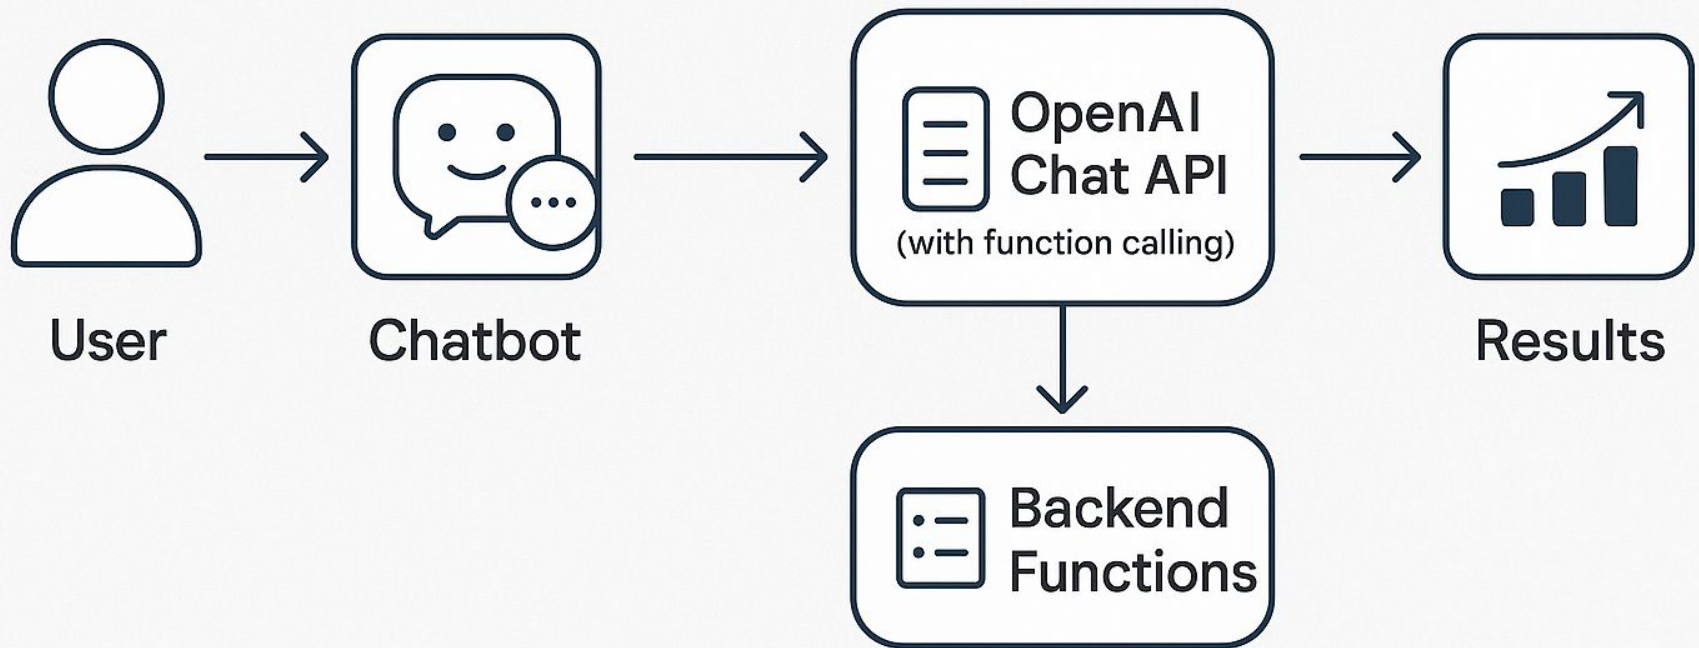 OpenAI
Chat API
(with function calling)
User
Chatbot
Results
Backend
Functions